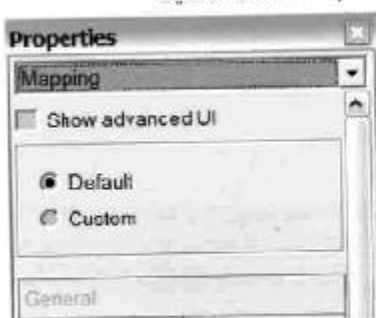 Properties
Mapping
Show advanced UI
Default
Custom
General